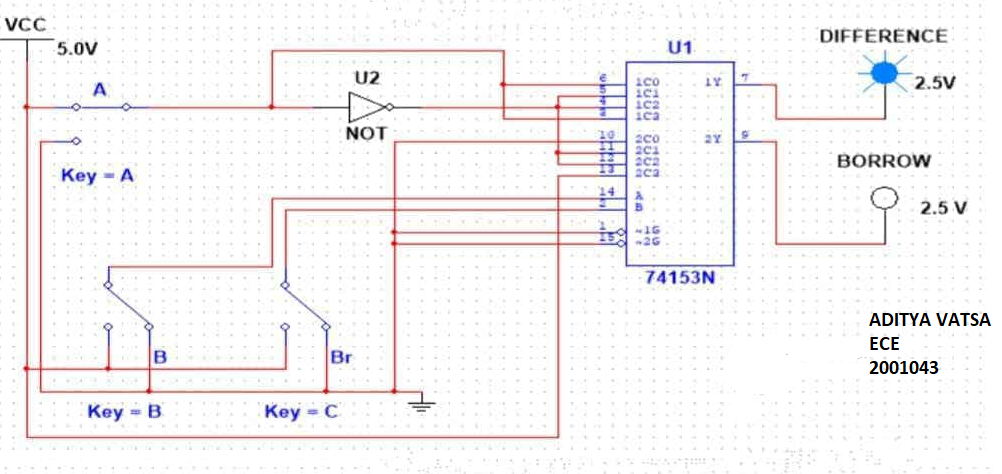 VCC
5.0V
A
Key = A
U2
NOT
U1
6 1C0 1Y 7
5 1C1
4 1C2
3 1C3
10 2C0 2Y 9
11 2C1
12 2C2
13 2C3
14 A
2 B
1 ~1G
15 ~2G
74153N
DIFFERENCE
2.5V
BORROW
2.5 V
B
Br
Key = B
Key = C
ADITYA VATSA
ECE
2001043